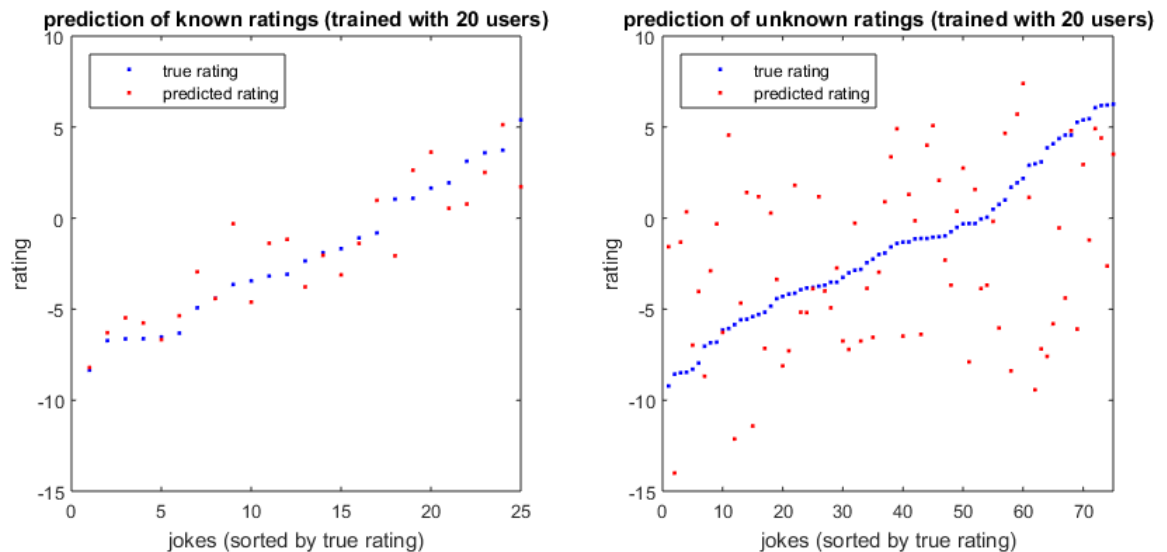 prediction of known ratings (trained with 20 users)
10
5
0
-5
-10
-15
rating
true rating
predicted rating
0
5
10
15
20
25
jokes (sorted by true rating)
prediction of unknown ratings (trained with 20 users)
10
5
0
-5
-10
-15
rating
true rating
predicted rating
0
10
20
30
40
50
60
70
jokes (sorted by true rating)